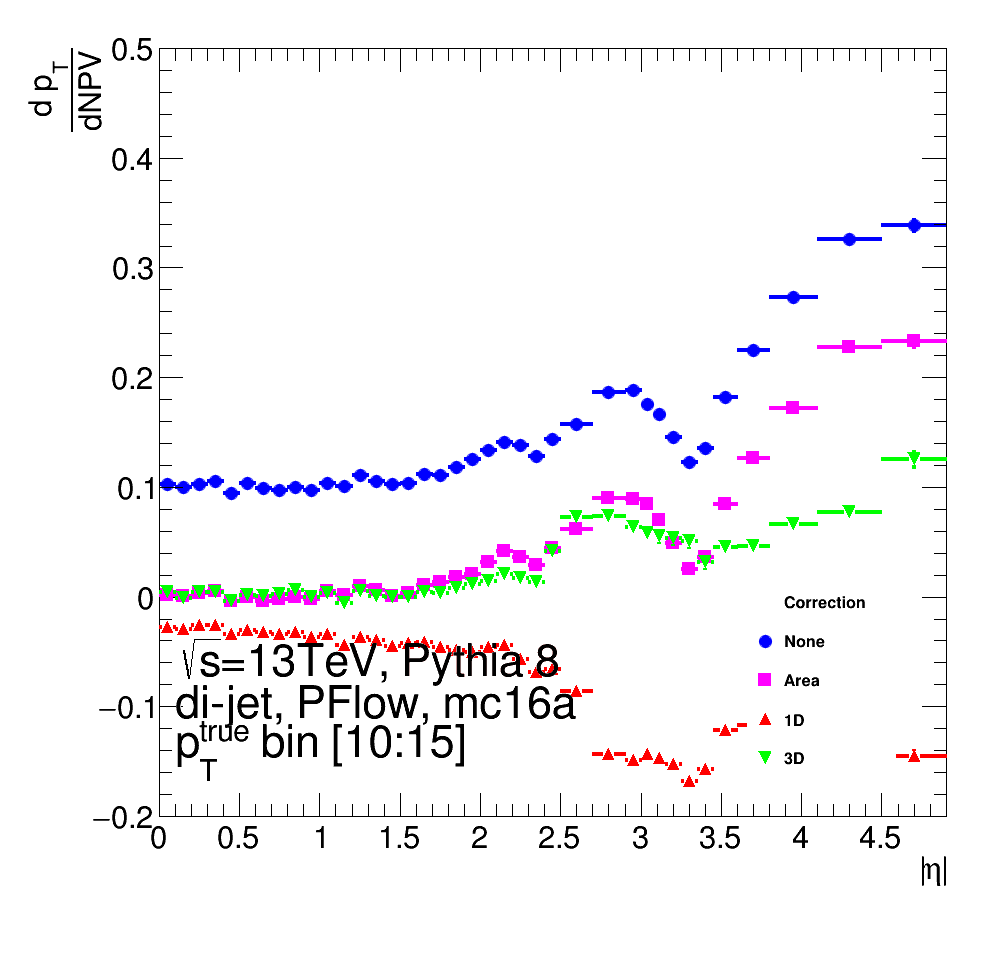 d p_T
dNPV
0.5
0.4
0.3
0.2
0.1
0
−0.1
−0.2
0 0.5 1 1.5 2 2.5 3 3.5 4 4.5
|η|
√s=13TeV, Pythia 8
di-jet, PFlow, mc16a
p_T^true bin [10:15]
Correction
None
Area
1D
3D